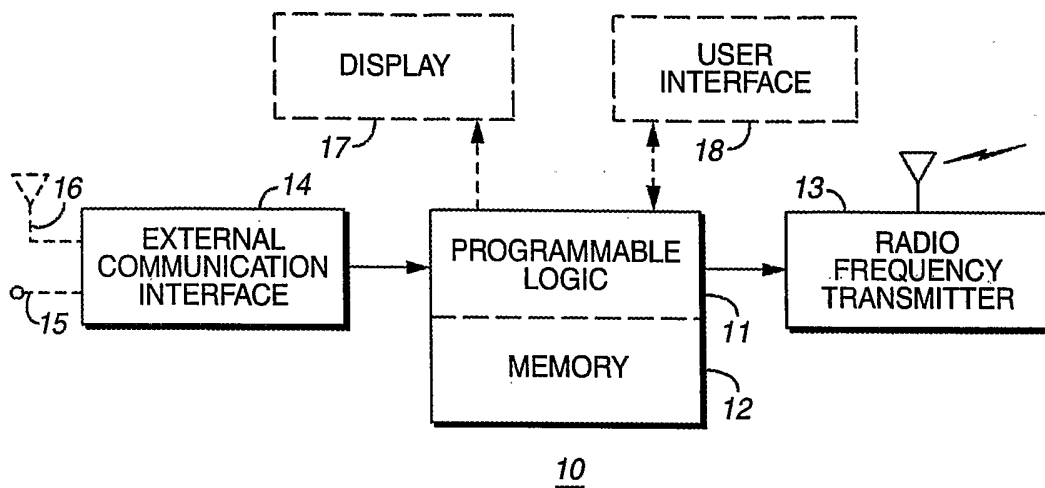 DISPLAY
17
USER
INTERFACE
18
16
14
EXTERNAL
COMMUNICATION
INTERFACE
15
PROGRAMMABLE
LOGIC
11
MEMORY
12
13
RADIO
FREQUENCY
TRANSMITTER
10